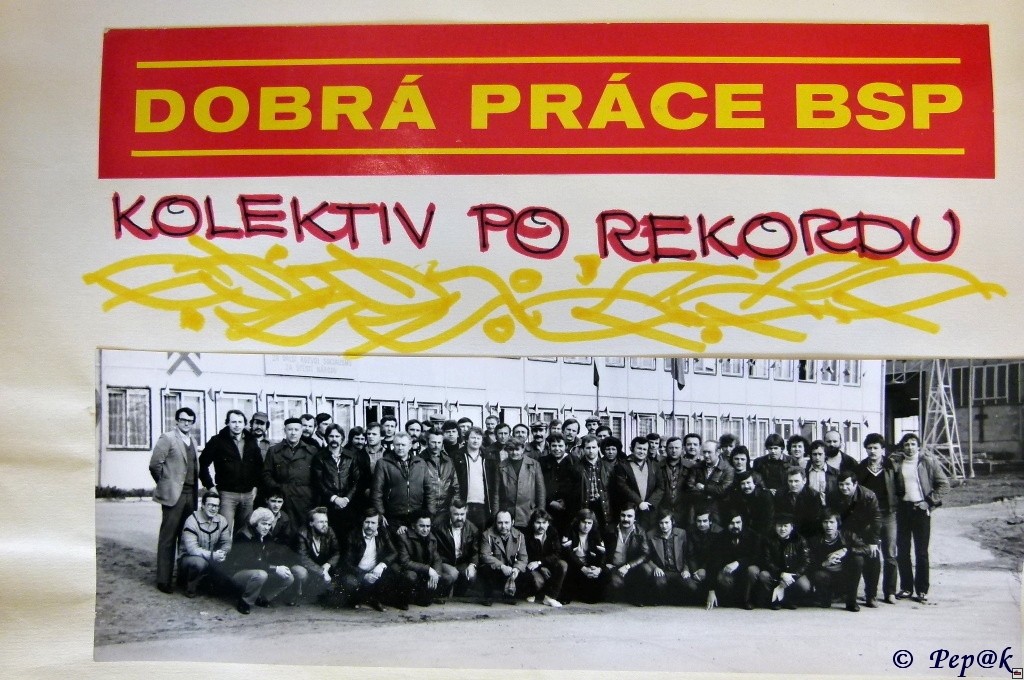 DOBRÁ PRÁCE BSP
KOLEKTIV PO REKORDU
© Pep@k